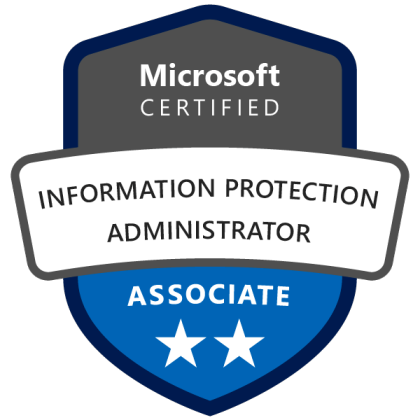 Microsoft
CERTIFIED
INFORMATION PROTECTION
ADMINISTRATOR
ASSOCIATE